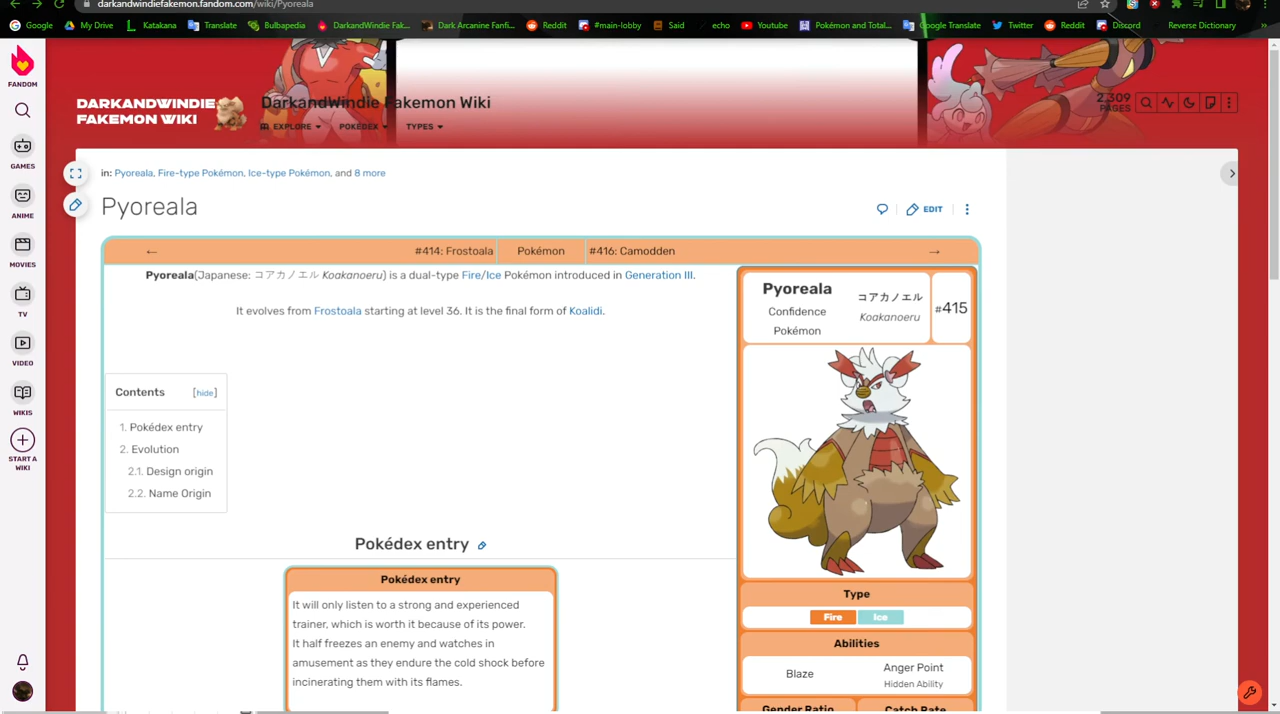 darkandwindiefakemon.fandom.com/wiki/Pyoreala
Google My Drive Katakana Translate Bulbapedia DarkandWindie Fak... Dark Arcanine Fanfi... Reddit #main-lobby Said echo YouTube Pokémon and Total... Google Translate Twitter Reddit Discord Reverse Dictionary »
FANDOM
GAMES
ANIME
MOVIES
TV
VIDEO
WIKIS
START A
WIKI
DARKANDWINDIE
FAKEMON WIKI
DarkandWindie Fakemon Wiki
EXPLORE POKÉDEX TYPES
2,309
PAGES
in: Pyoreala, Fire-type Pokémon, Ice-type Pokémon, and 8 more
Pyoreala
EDIT
← #414: Frostoala Pokémon #416: Camodden →
Pyoreala(Japanese: コアカノエル Koakanoeru) is a dual-type Fire/Ice Pokémon introduced in Generation III.
It evolves from Frostoala starting at level 36. It is the final form of Koalidi.
Contents [hide]
1. Pokédex entry
2. Evolution
2.1. Design origin
2.2. Name Origin
Pokédex entry
Pokédex entry
It will only listen to a strong and experienced
trainer, which is worth it because of its power.
It half freezes an enemy and watches in
amusement as they endure the cold shock before
incinerating them with its flames.
Pyoreala
Confidence
Pokémon
コアカノエル
Koakanoeru
#415
Type
Fire Ice
Abilities
Blaze
Anger Point
Hidden Ability
Gender Ratio Catch Rate